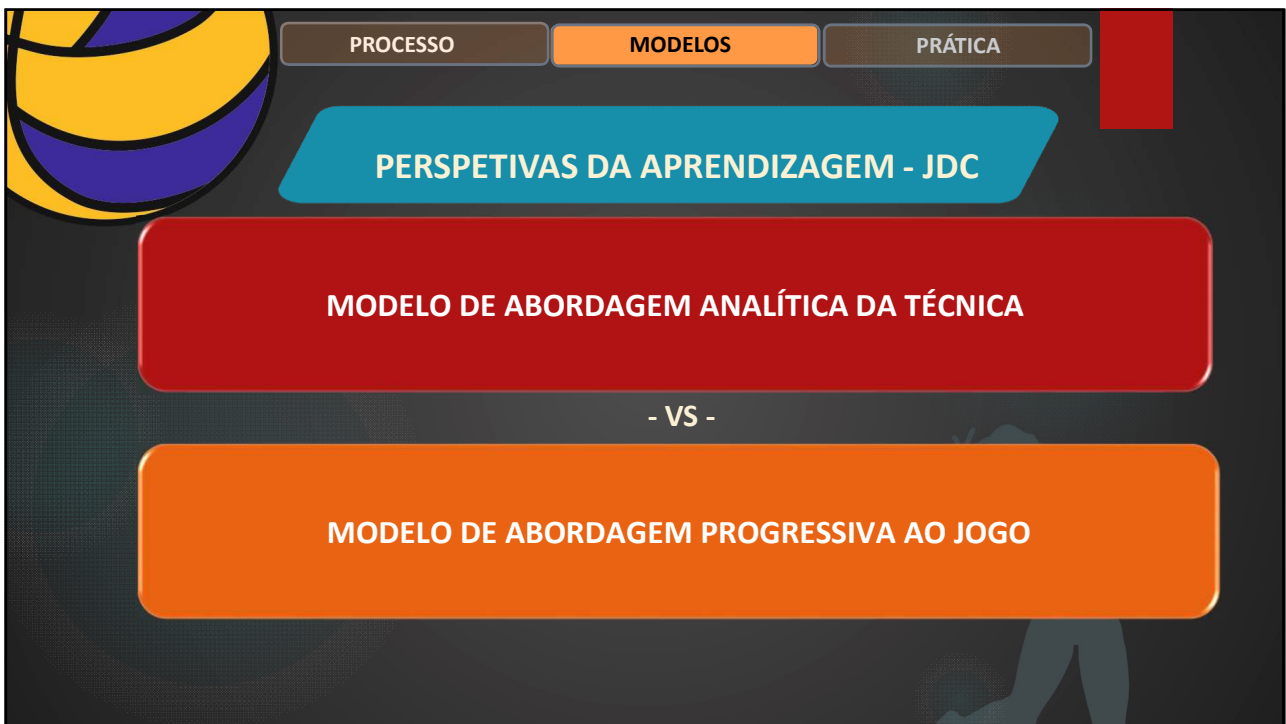 PROCESSO
MODELOS
PRÁTICA
PERSPETIVAS DA APRENDIZAGEM - JDC
MODELO DE ABORDAGEM ANALÍTICA DA TÉCNICA
- VS -
MODELO DE ABORDAGEM PROGRESSIVA AO JOGO